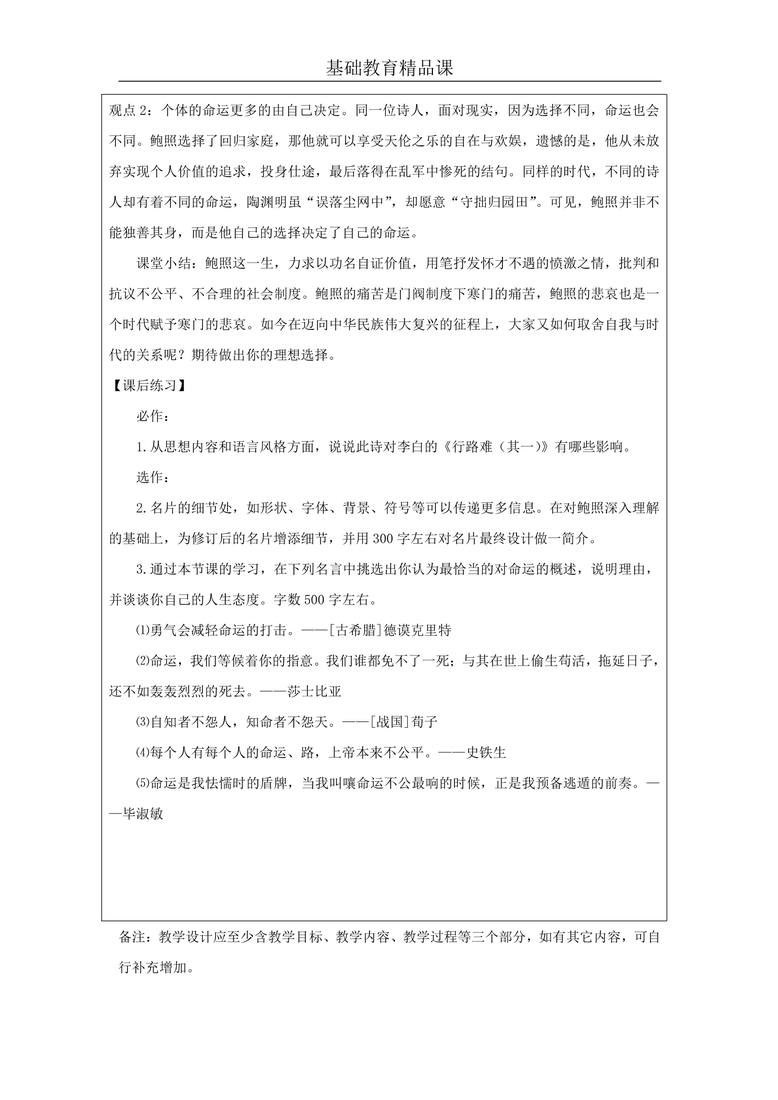 基础教育精品课
观点 2：个体的命运更多的由自己决定。同一位诗人，面对现实，因为选择不同，命运也会
不同。鲍照选择了回归家庭，那他就可以享受天伦之乐的自在与欢娱，遗憾的是，他从未放
弃实现个人价值的追求，投身仕途，最后落得在乱军中惨死的结句。同样的时代，不同的诗
人却有着不同的命运，陶渊明虽“误落尘网中”，却愿意“守拙归园田”。可见，鲍照并非不
能独善其身，而是他自己的选择决定了自己的命运。
课堂小结：鲍照这一生，力求以功名自证价值，用笔抒发怀才不遇的愤激之情，批判和
抗议不公平、不合理的社会制度。鲍照的痛苦是门阀制度下寒门的痛苦，鲍照的悲哀也是一
个时代赋予寒门的悲哀。如今在迈向中华民族伟大复兴的征程上，大家又如何取舍自我与时
代的关系呢？期待做出你的理想选择。
【课后练习】
必作：
1.从思想内容和语言风格方面，说说此诗对李白的《行路难（其一）》有哪些影响。
选作：
2.名片的细节处，如形状、字体、背景、符号等可以传递更多信息。在对鲍照深入理解
的基础上，为修订后的名片增添细节，并用 300 字左右对名片最终设计做一简介。
3.通过本节课的学习，在下列名言中挑选出你认为最恰当的对命运的概述，说明理由，
并谈谈你自己的人生态度。字数 500 字左右。
⑴勇气会减轻命运的打击。——[古希腊]德谟克里特
⑵命运，我们等候着你的指意。我们谁都免不了一死；与其在世上偷生苟活，拖延日子，
还不如轰轰烈烈的死去。——莎士比亚
⑶自知者不怨人，知命者不怨天。——[战国]荀子
⑷每个人有每个人的命运、路，上帝本来不公平。——史铁生
⑸命运是我怯懦时的盾牌，当我叫嚷命运不公最响的时候，正是我预备逃遁的前奏。—
—毕淑敏
备注：教学设计应至少含教学目标、教学内容、教学过程等三个部分，如有其它内容，可自
行补充增加。